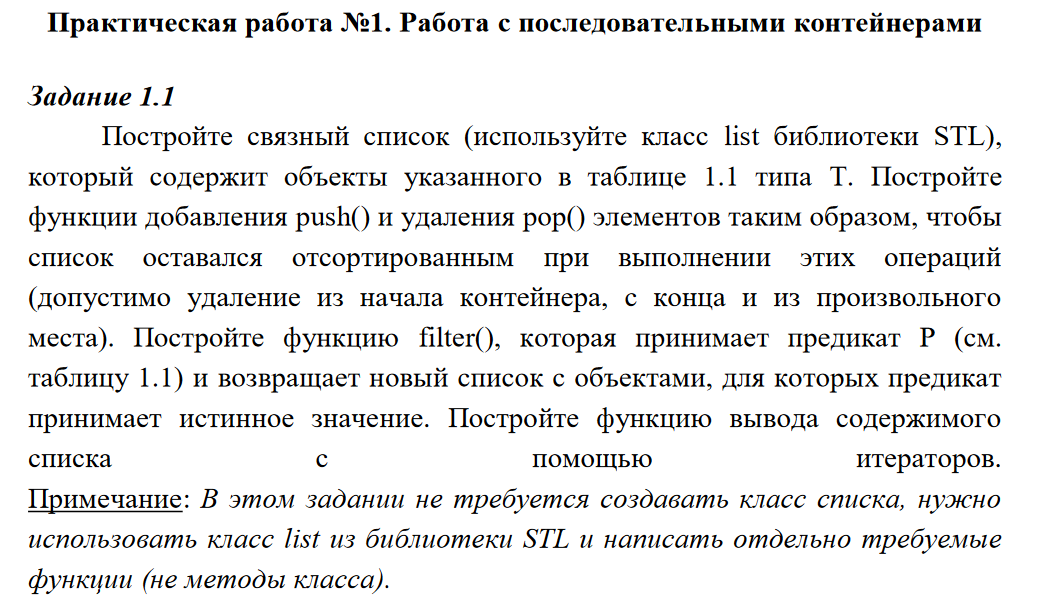 Практическая работа №1. Работа с последовательными контейнерами
Задание 1.1
Постройте связный список (используйте класс list библиотеки STL),
который содержит объекты указанного в таблице 1.1 типа T. Постройте
функции добавления push() и удаления pop() элементов таким образом, чтобы
список оставался отсортированным при выполнении этих операций
(допустимо удаление из начала контейнера, с конца и из произвольного
места). Постройте функцию filter(), которая принимает предикат P (см.
таблицу 1.1) и возвращает новый список с объектами, для которых предикат
принимает истинное значение. Постройте функцию вывода содержимого
списка с помощью итераторов.
Примечание: В этом задании не требуется создавать класс списка, нужно
использовать класс list из библиотеки STL и написать отдельно требуемые
функции (не методы класса).